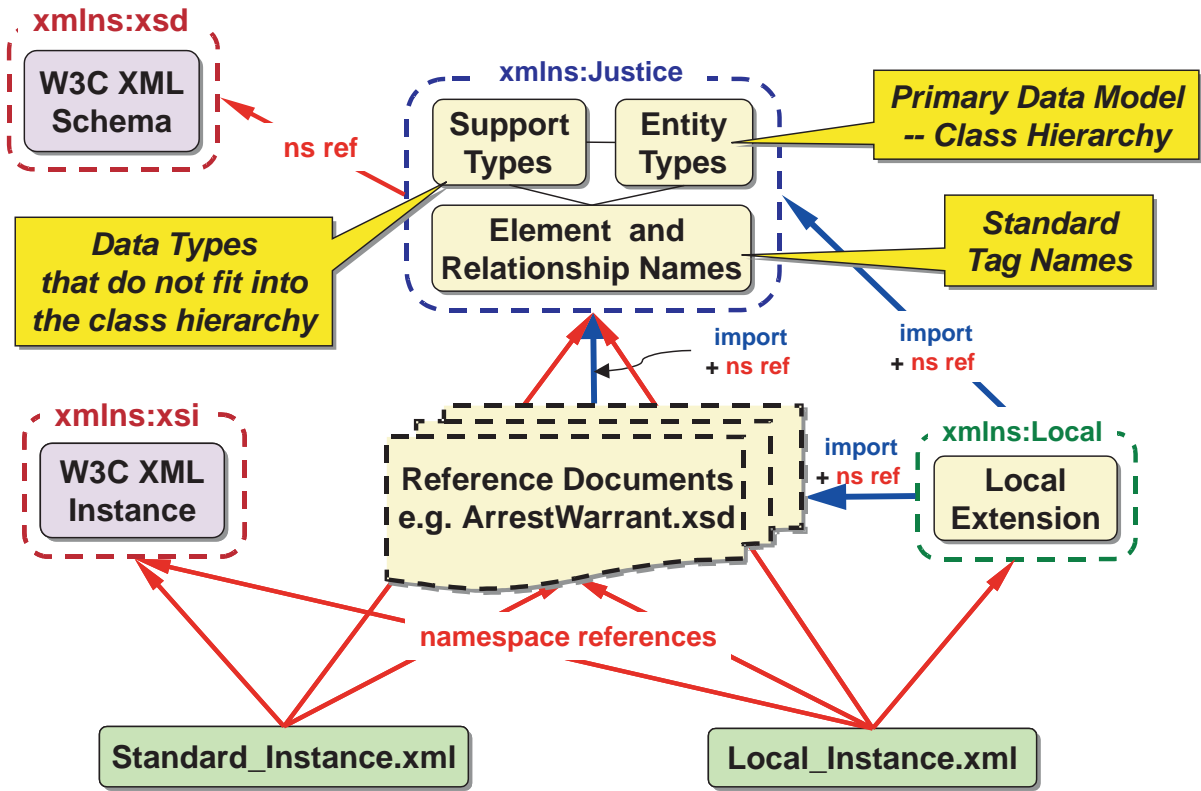 xmlns:xsd
W3C XML
Schema
ns ref
xmlns:Justice
Support
Types
Entity
Types
Element and
Relationship Names
Primary Data Model
-- Class Hierarchy
Data Types
that do not fit into
the class hierarchy
Standard
Tag Names
import
+ ns ref
import
+ ns ref
xmlns:xsi
W3C XML
Instance
Reference Documents
e.g. ArrestWarrant.xsd
import
+ ns ref
xmlns:Local
Local
Extension
namespace references
Standard_Instance.xml
Local_Instance.xml